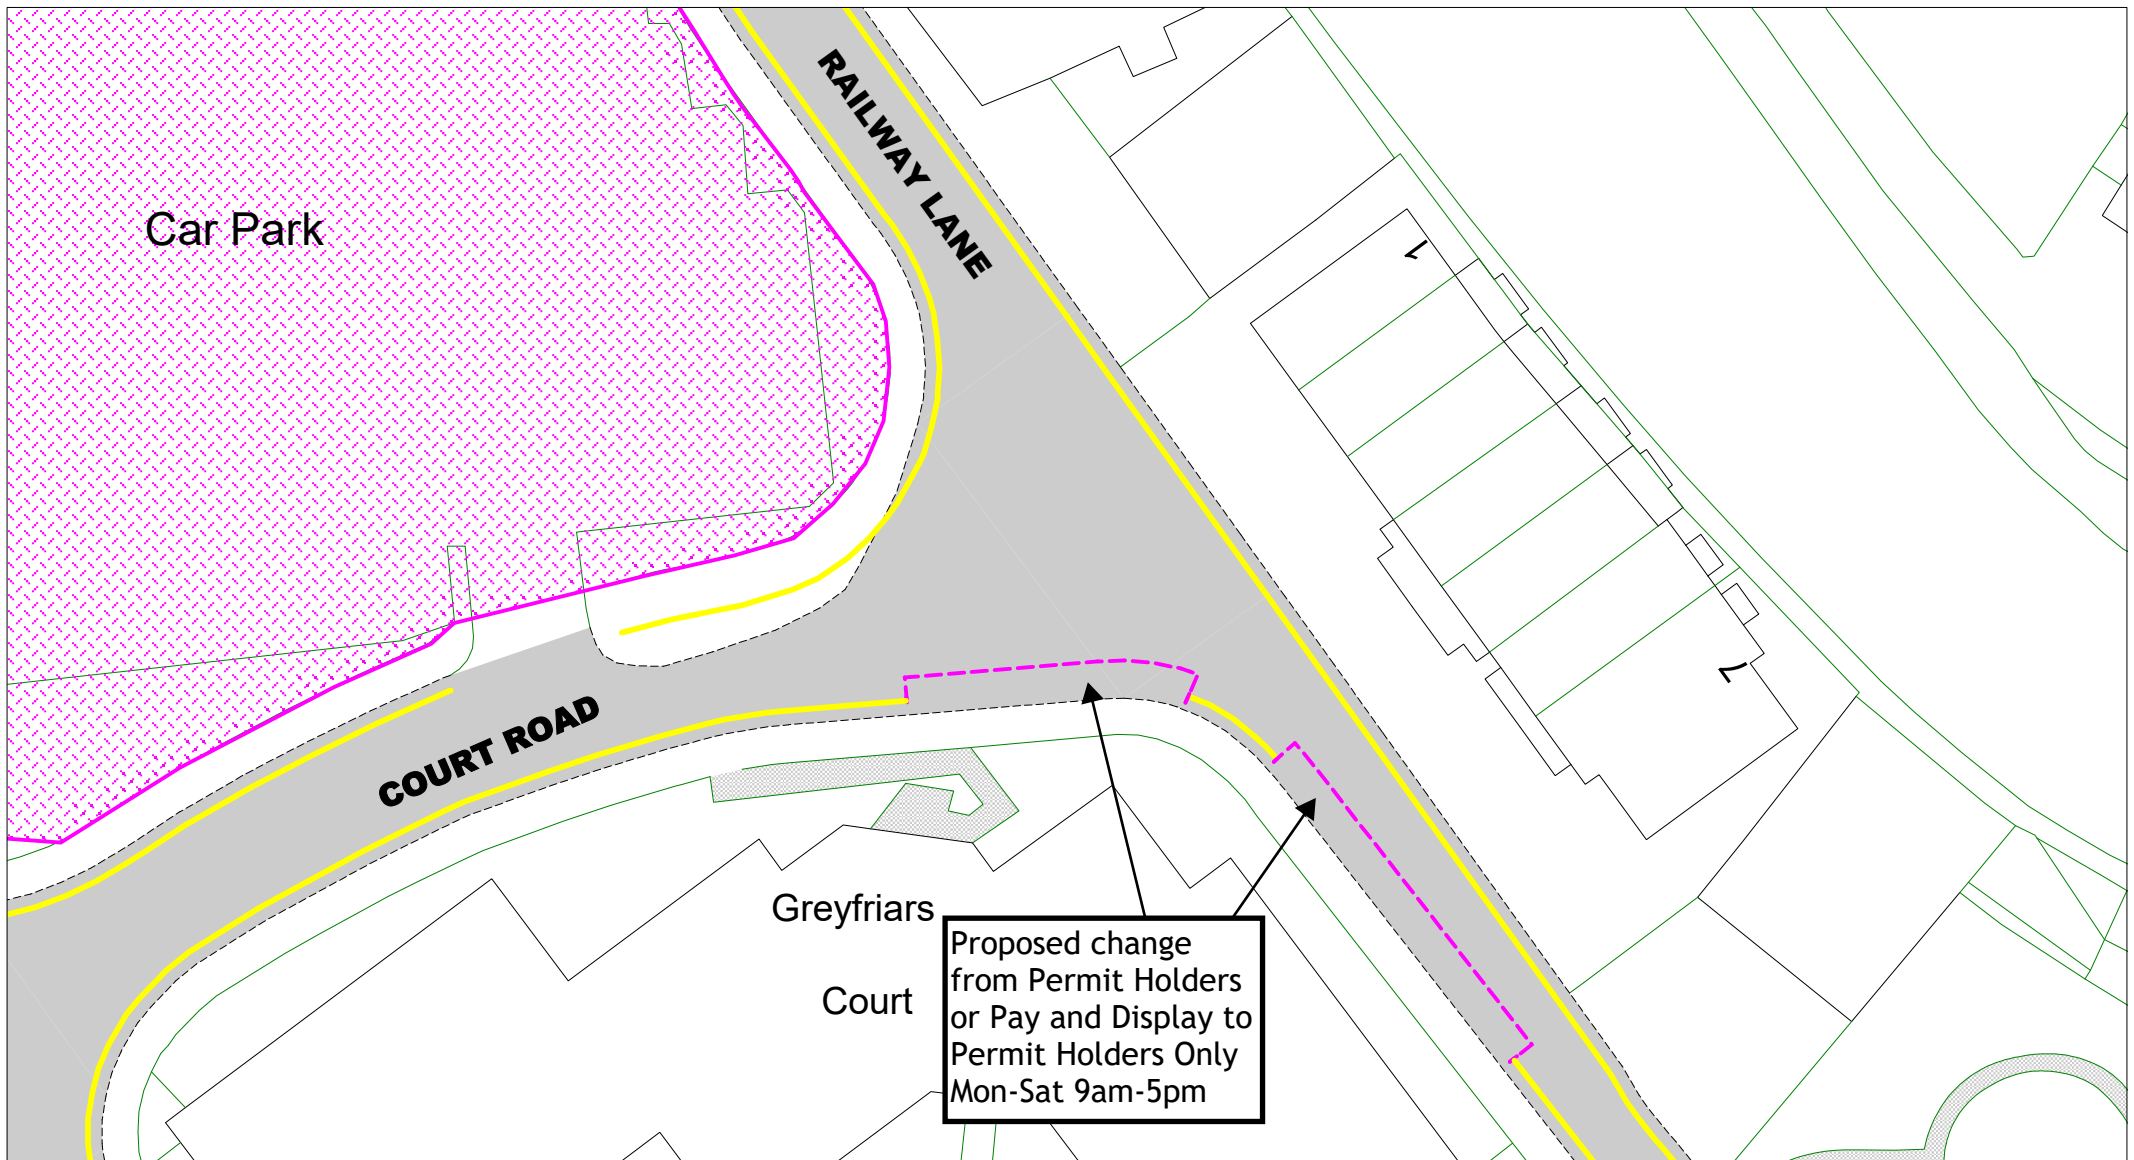 RAILWAY LANE
Car Park
1
7
COURT ROAD
Greyfriars
Court
Proposed change
from Permit Holders
or Pay and Display to
Permit Holders Only
Mon-Sat 9am-5pm